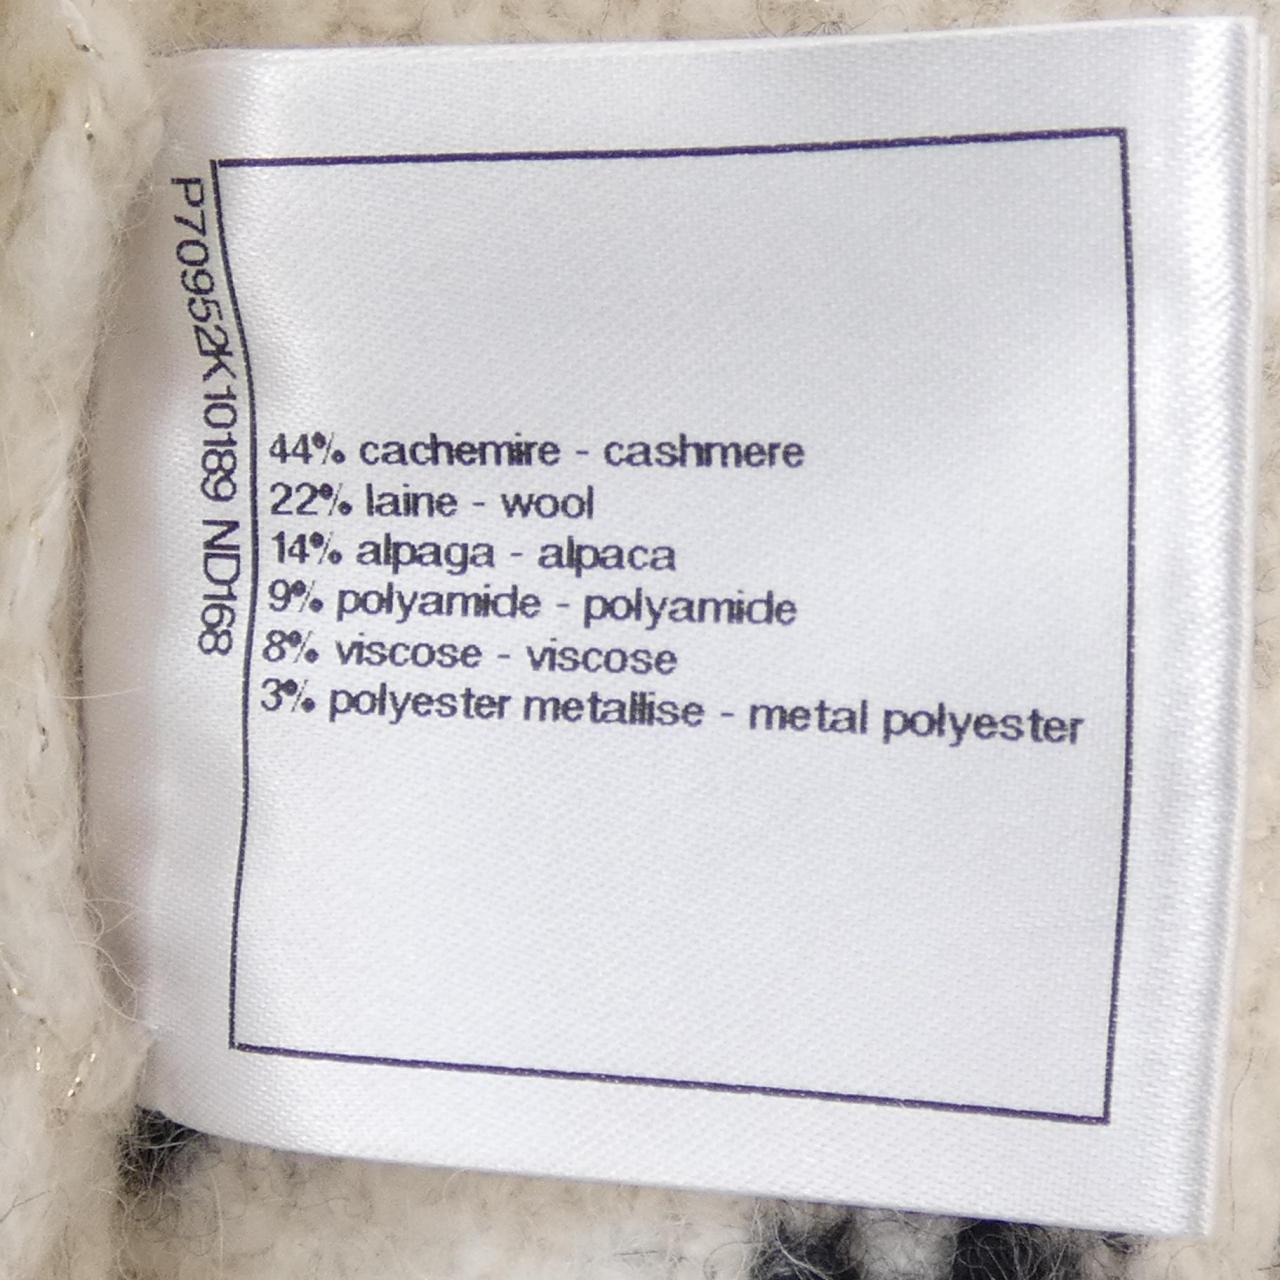 P70952K10189 ND168
44% cachemire - cashmere
22% laine - wool
14% alpaga - alpaca
9% polyamide - polyamide
8% viscose - viscose
3% polyester metallise - metal polyester